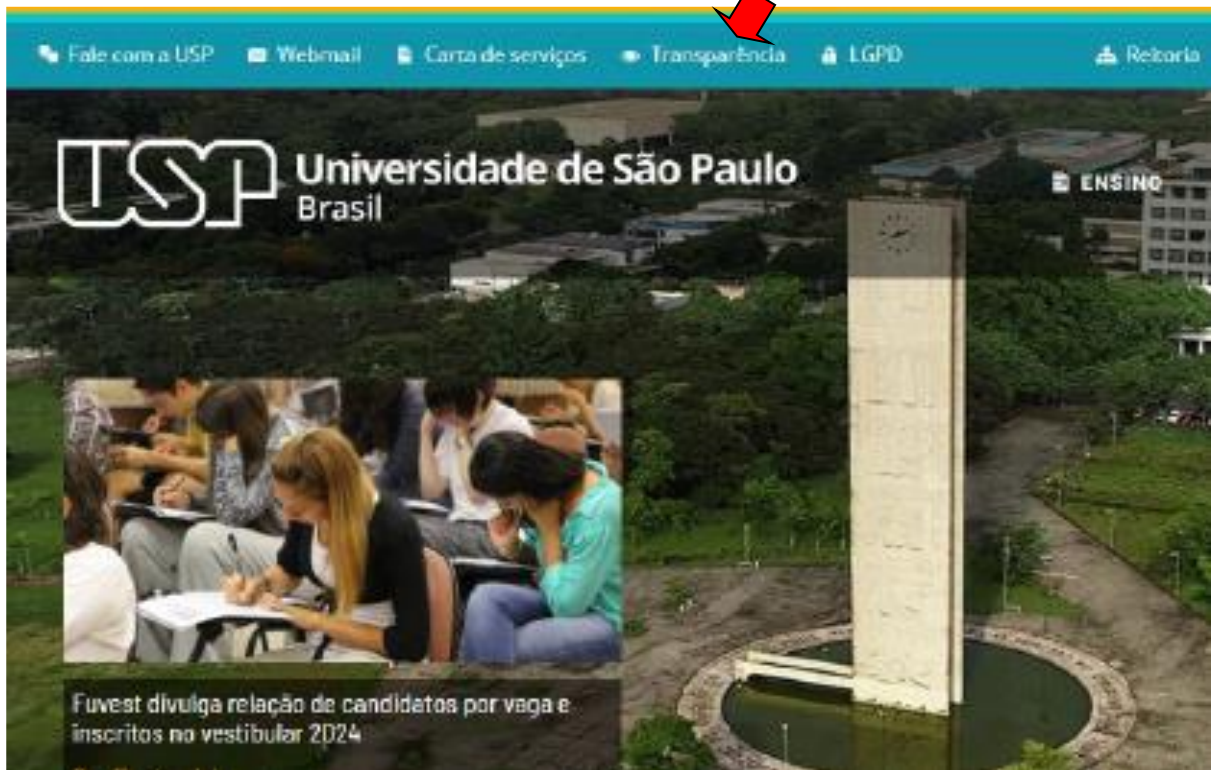 Fale com a USP Webmail Carta de serviços Transparência LGPD Reitoria
USP Universidade de São Paulo
Brasil
ENSINO
Fuvest divulga relação de candidatos por vaga e
inscritos no vestibular 2024